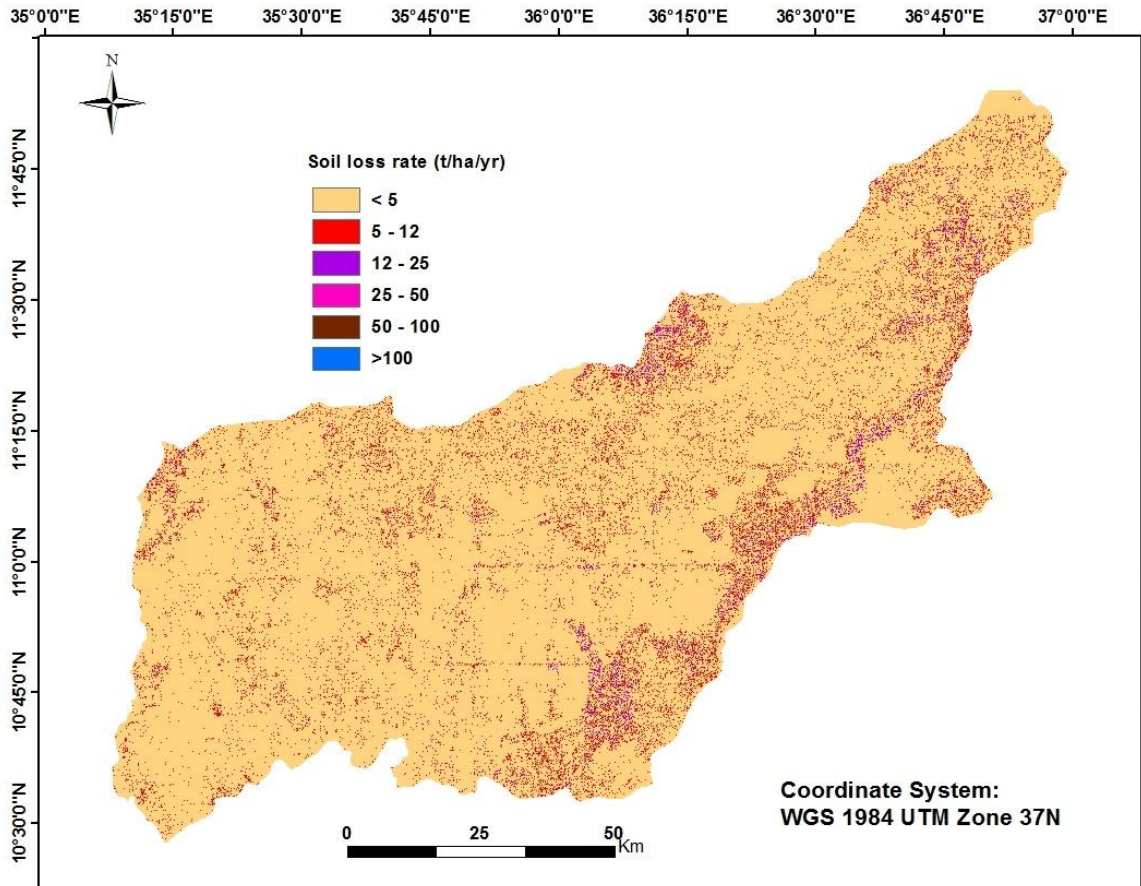 35°0'0"E 35°15'0"E 35°30'0"E 35°45'0"E 36°0'0"E 36°15'0"E 36°30'0"E 36°45'0"E 37°0'0"E
N
Soil loss rate (t/ha/yr)
< 5
5 - 12
12 - 25
25 - 50
50 - 100
>100
11°45'0"N
11°30'0"N
11°15'0"N
11°0'0"N
10°45'0"N
10°30'0"N
Coordinate System:
WGS 1984 UTM Zone 37N
0 25 50
Km